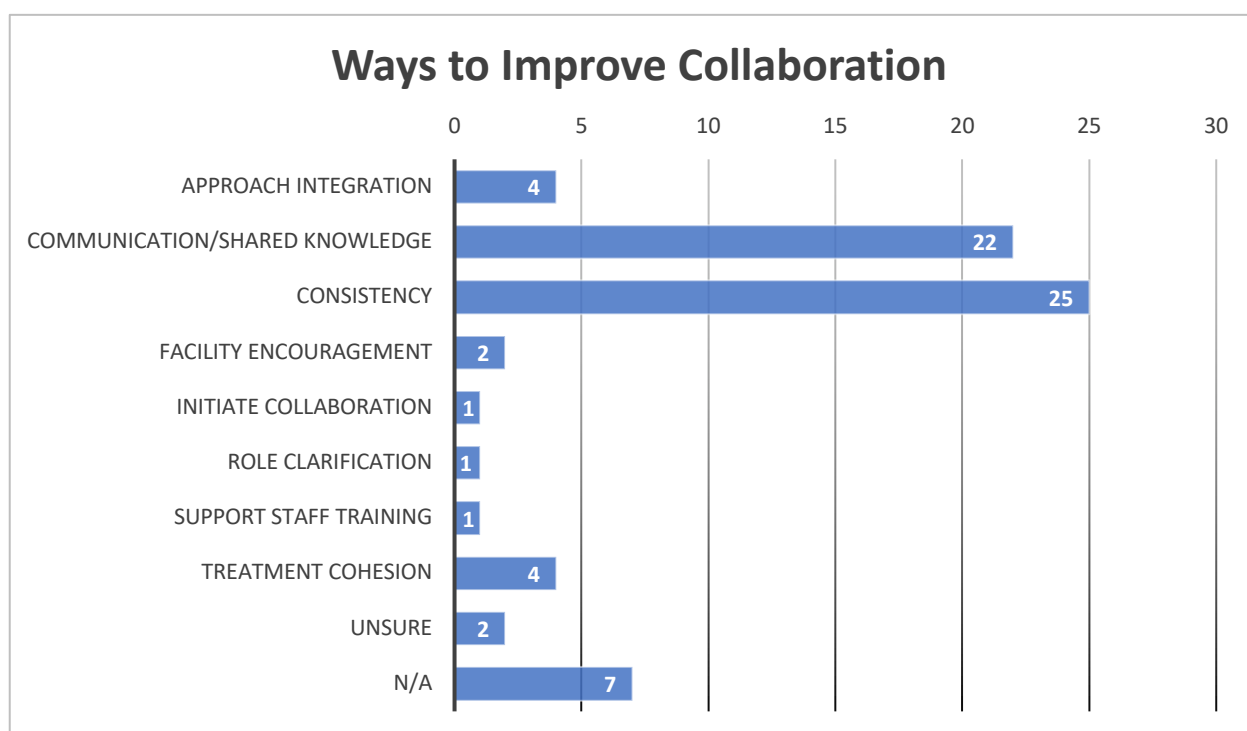 Ways to Improve Collaboration
0 5 10 15 20 25 30
APPROACH INTEGRATION 4
COMMUNICATION/SHARED KNOWLEDGE 22
CONSISTENCY 25
FACILITY ENCOURAGEMENT 2
INITIATE COLLABORATION 1
ROLE CLARIFICATION 1
SUPPORT STAFF TRAINING 1
TREATMENT COHESION 4
UNSURE 2
N/A 7